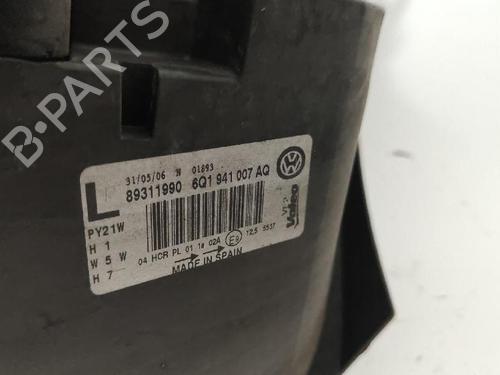 B-PARTS
31/05/06 N 01893
L 89311990 6Q1 941 007 AQ
PY21W
H 1
W 5 W
H 7
04 HCR PL 01 1a 02A 12,5 5537
MADE IN SPAIN
Valeo